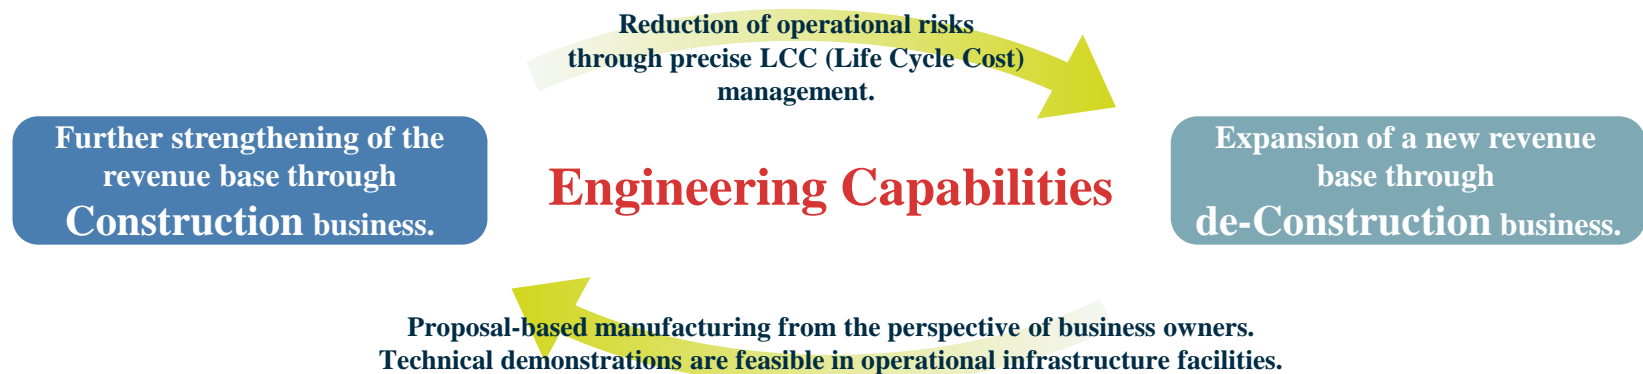 Reduction of operational risks
through precise LCC (Life Cycle Cost)
management.
Further strengthening of the
revenue base through
Construction business.
Engineering Capabilities
Expansion of a new revenue
base through
de-Construction business.
Proposal-based manufacturing from the perspective of business owners.
Technical demonstrations are feasible in operational infrastructure facilities.